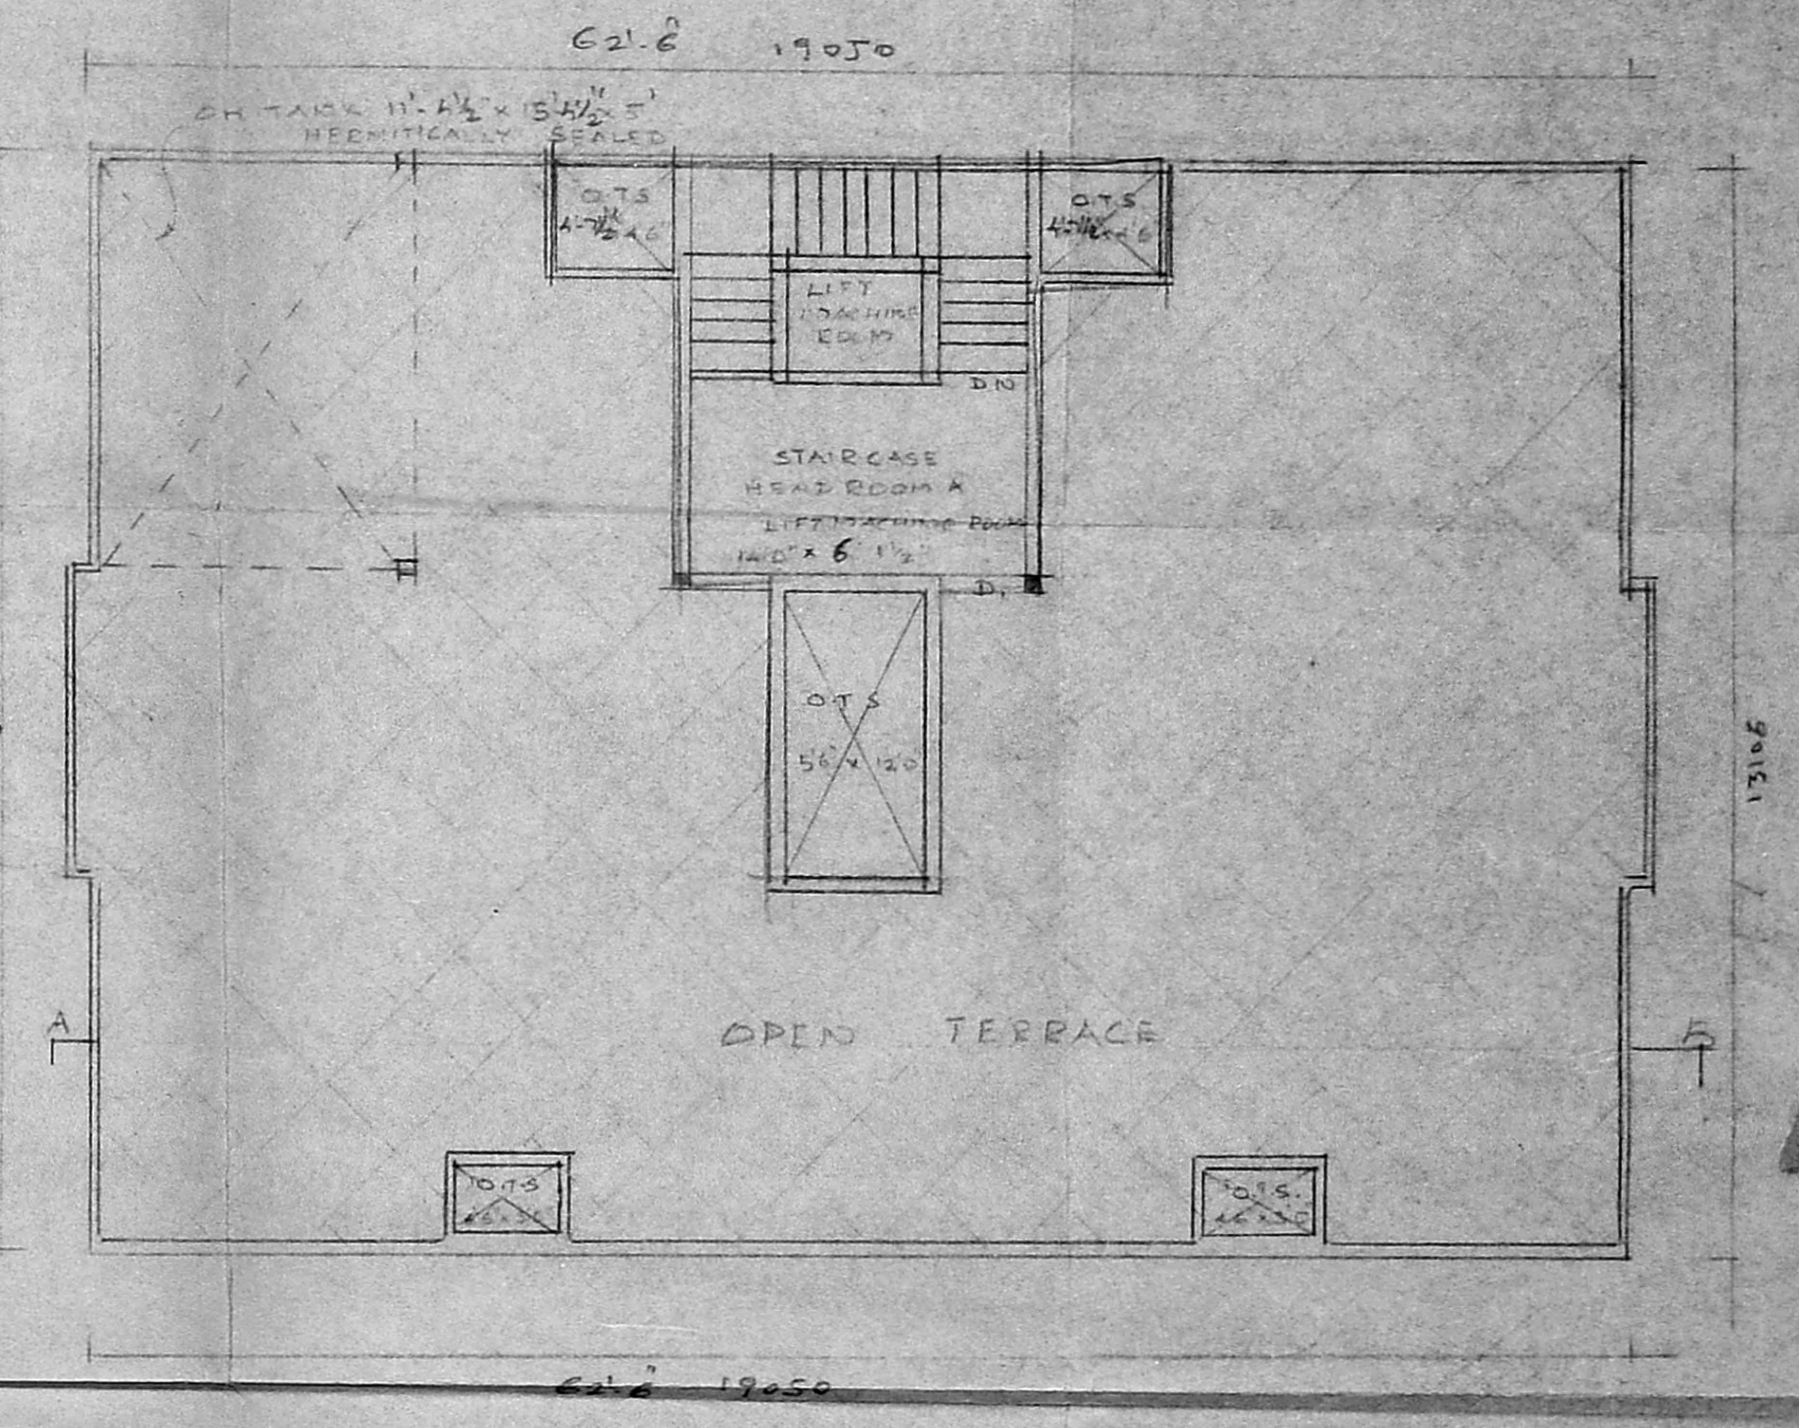 62'-6" 19050
OH TANK 11'-4½" x 15'-4½" x 5'
HERMITICALLY SEALED
O.T.S
4'-7½" x 6'
O.T.S
4'-7½"
LIFT
MACHINE
ROOM
DN
STAIRCASE
HEAD ROOM &
LIFT MACHINE ROOM
14'0" x 6' 1½"
D.
O.T.S
5'6" x 12'0
13106
A
OPEN TERRACE
O.T.S
O.T.S.
62'-6" 19050